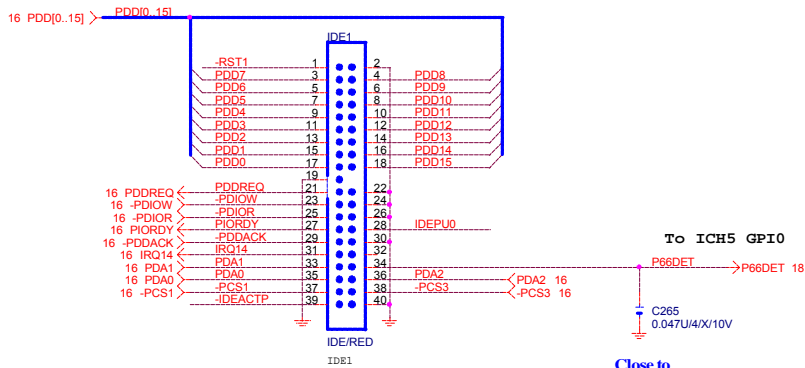 16 PDD[0..15] PDD[0..15]
IDE1
-RST1 1 2
PDD7 3 4 PDD8
PDD6 5 6 PDD9
PDD5 7 8 PDD10
PDD4 9 10 PDD11
PDD3 11 12 PDD12
PDD2 13 14 PDD13
PDD1 15 16 PDD14
PDD0 17 18 PDD15
19
16 PDDREQ PDDREQ 21 22
16 -PDIOW -PDIOW 23 24
16 -PDIOR -PDIOR 25 26
16 PIORDY PIORDY 27 28 IDEPU0
16 -PDDACK -PDDACK 29 30
16 IRQ14 IRQ14 31 32
To ICH5 GPI0
16 PDA1 PDA1 33 34 P66DET P66DET 18
16 PDA0 PDA0 35 36 PDA2 PDA2 16
16 -PCS1 -PCS1 37 38 -PCS3 -PCS3 16
-IDEACTP 39 40
C265
0.047U/4/X/10V
IDE/RED
IDE1
Close to